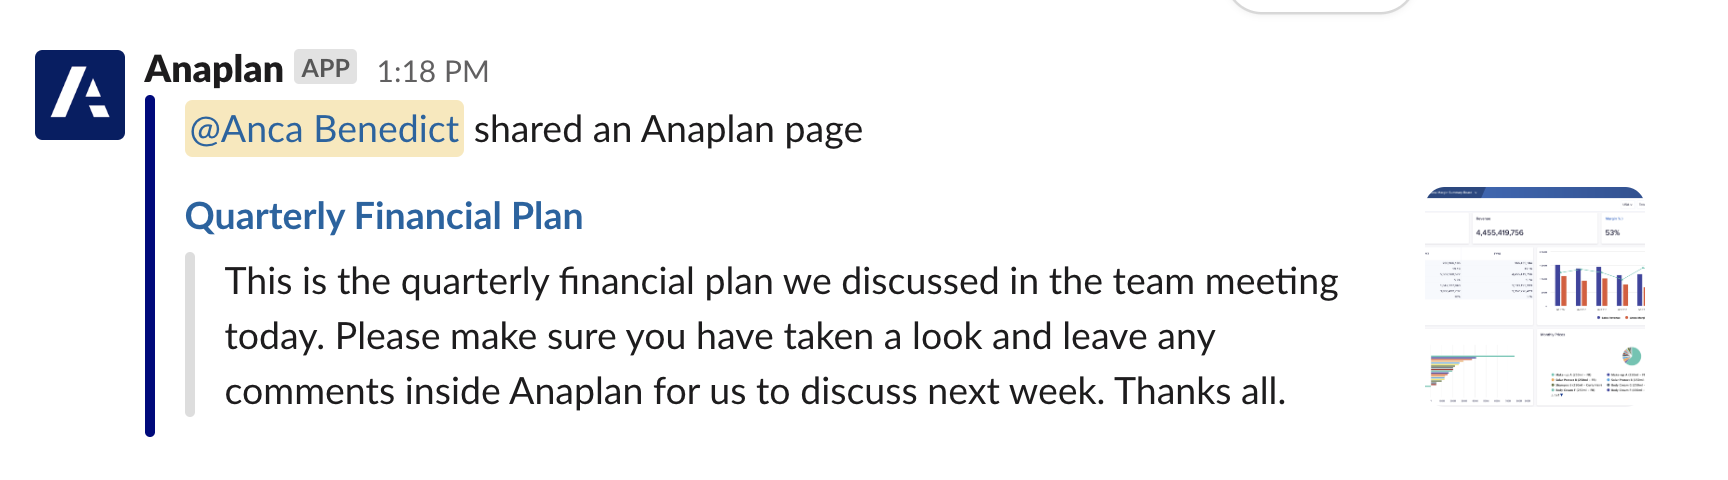 Anaplan APP 1:18 PM
@Anca Benedict shared an Anaplan page
Quarterly Financial Plan
This is the quarterly financial plan we discussed in the team meeting
today. Please make sure you have taken a look and leave any
comments inside Anaplan for us to discuss next week. Thanks all.
Revenue
4,455,419,756
53%